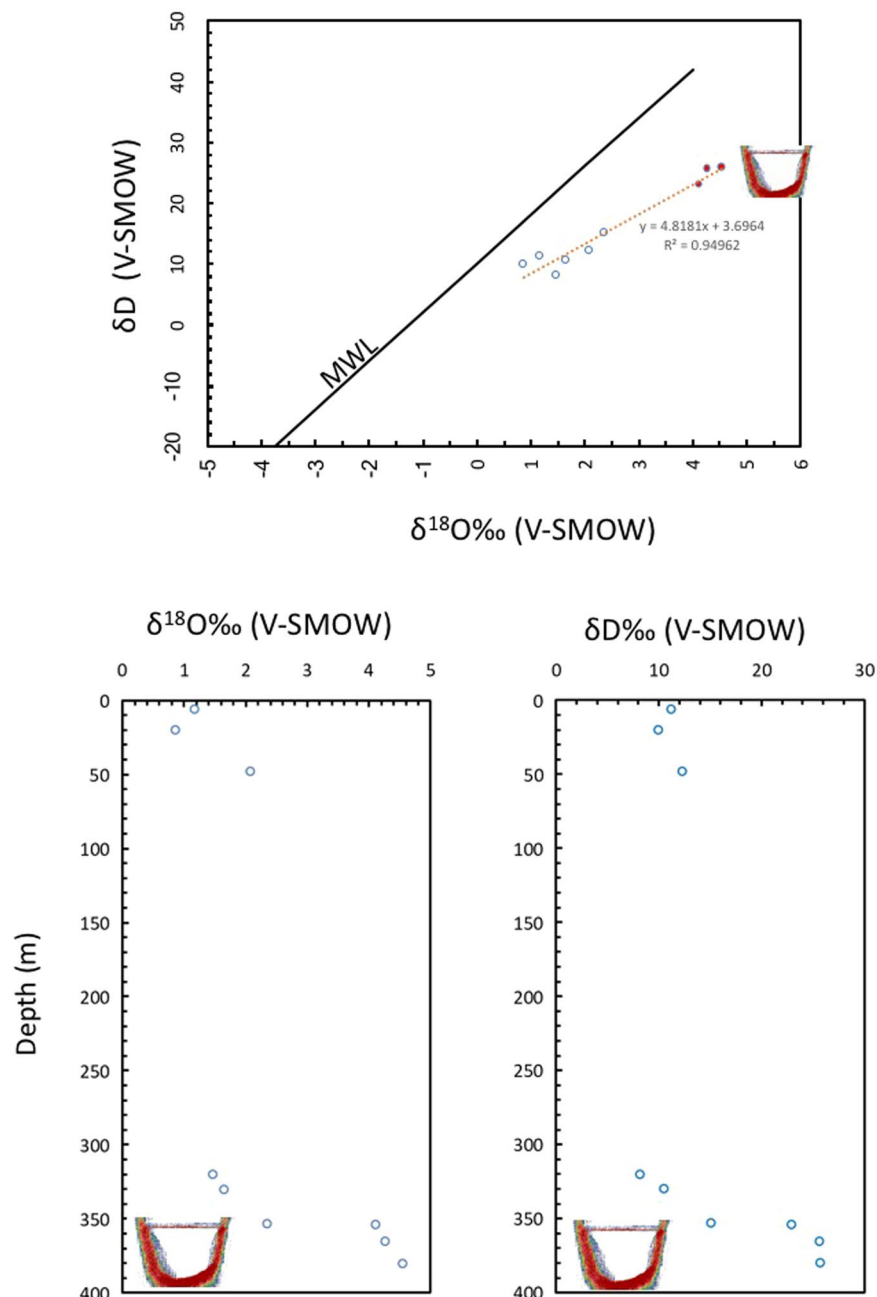 50
40
30
20
10
0
-10
-20
δD (V-SMOW)
MWL
y = 4.8181x + 3.6964
R² = 0.94962
-5 -4 -3 -2 -1 0 1 2 3 4 5 6
δ¹⁸O‰ (V-SMOW)
δ¹⁸O‰ (V-SMOW)
0 1 2 3 4 5
0
50
100
150
200
250
300
350
400
Depth (m)
δD‰ (V-SMOW)
0 10 20 30
0
50
100
150
200
250
300
350
400